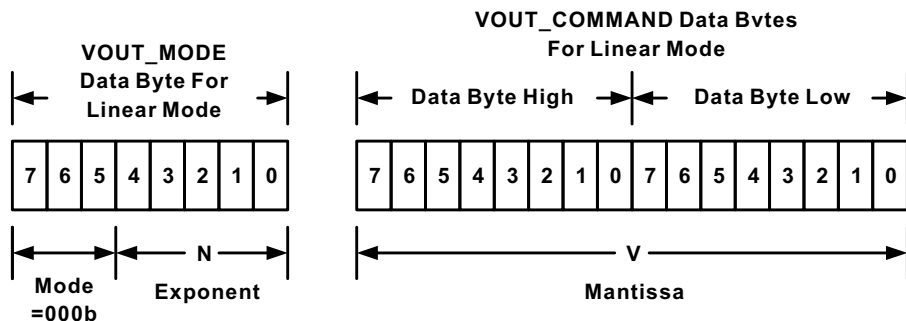 VOUT_COMMAND Data Bvtes
For Linear Mode
VOUT_MODE
Data Byte For
Linear Mode
Data Byte High
Data Byte Low
7 6 5 4 3 2 1 0
7 6 5 4 3 2 1 0 7 6 5 4 3 2 1 0
N
V
Mode
=000b
Exponent
Mantissa